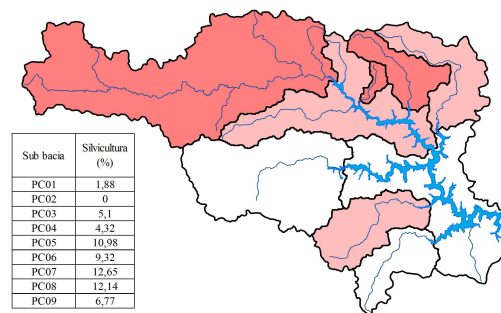 Sub bacia Silvicultura (%)
PC01 1,88
PC02 0
PC03 5,1
PC04 4,32
PC05 10,98
PC06 9,32
PC07 12,65
PC08 12,14
PC09 6,77